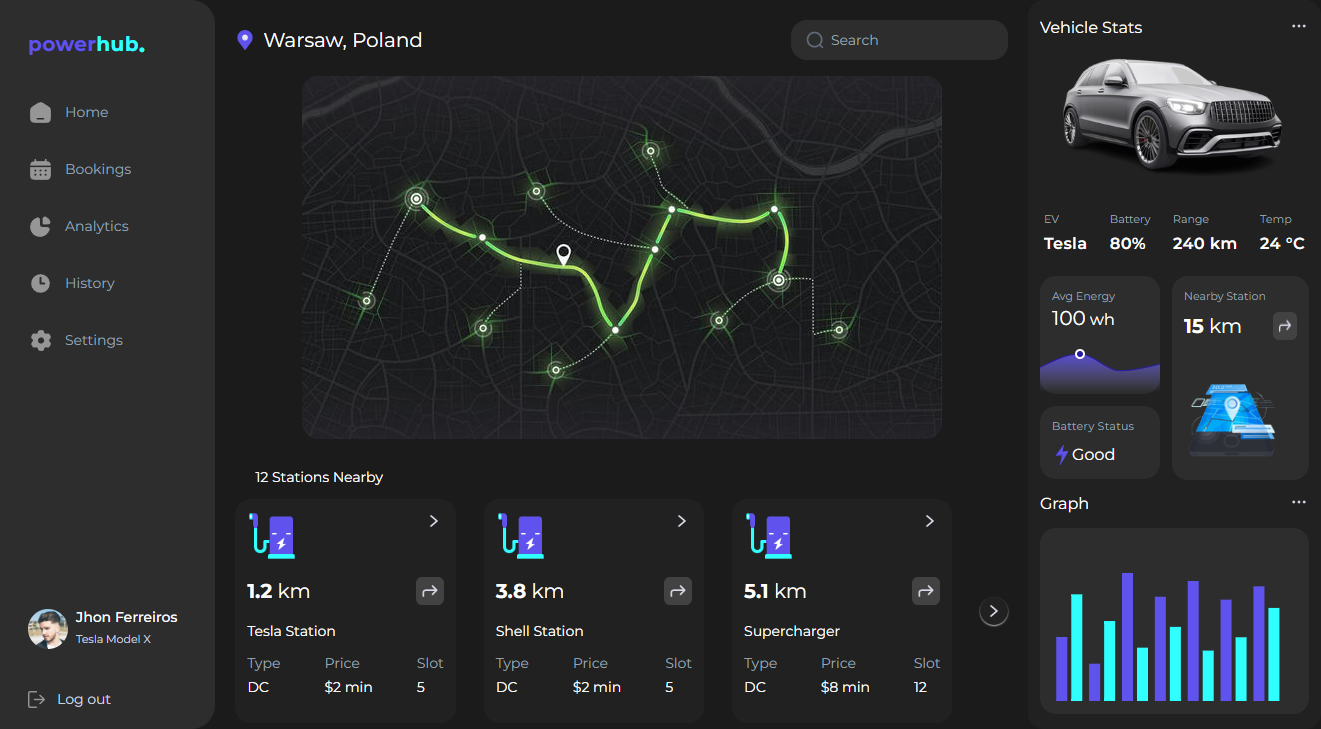 powerhub.
Home
Bookings
Analytics
History
Settings
Jhon Ferreiros
Tesla Model X
Log out
Warsaw, Poland
Search
12 Stations Nearby
1.2 km
Tesla Station
Type Price Slot
DC $2 min 5
3.8 km
Shell Station
Type Price Slot
DC $2 min 5
5.1 km
Supercharger
Type Price Slot
DC $8 min 12
Vehicle Stats
EV Battery Range Temp
Tesla 80% 240 km 24 °C
Avg Energy
100 wh
Nearby Station
15 km
Battery Status
Good
Graph